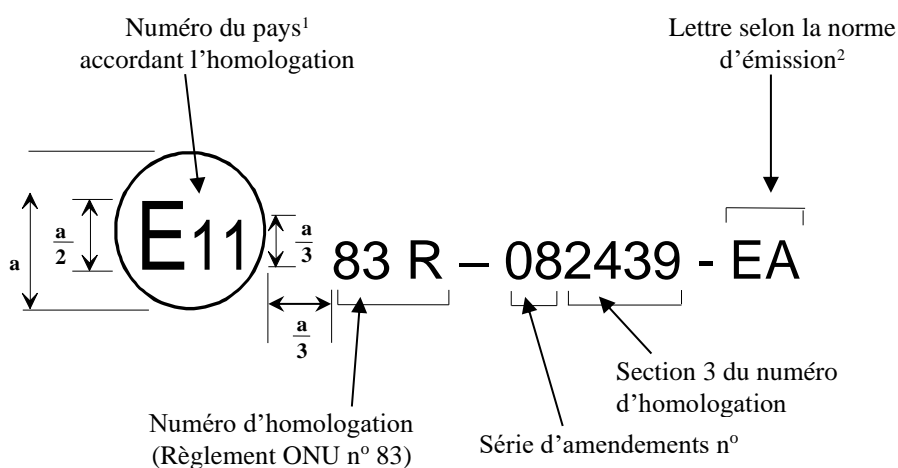 Numéro du pays¹
accordant l’homologation
Lettre selon la norme
d’émission²
a
a/2
E11
a/3
83 R – 082439 - EA
a/3
Section 3 du numéro
d’homologation
Numéro d’homologation
(Règlement ONU nº 83)
Série d’amendements nº